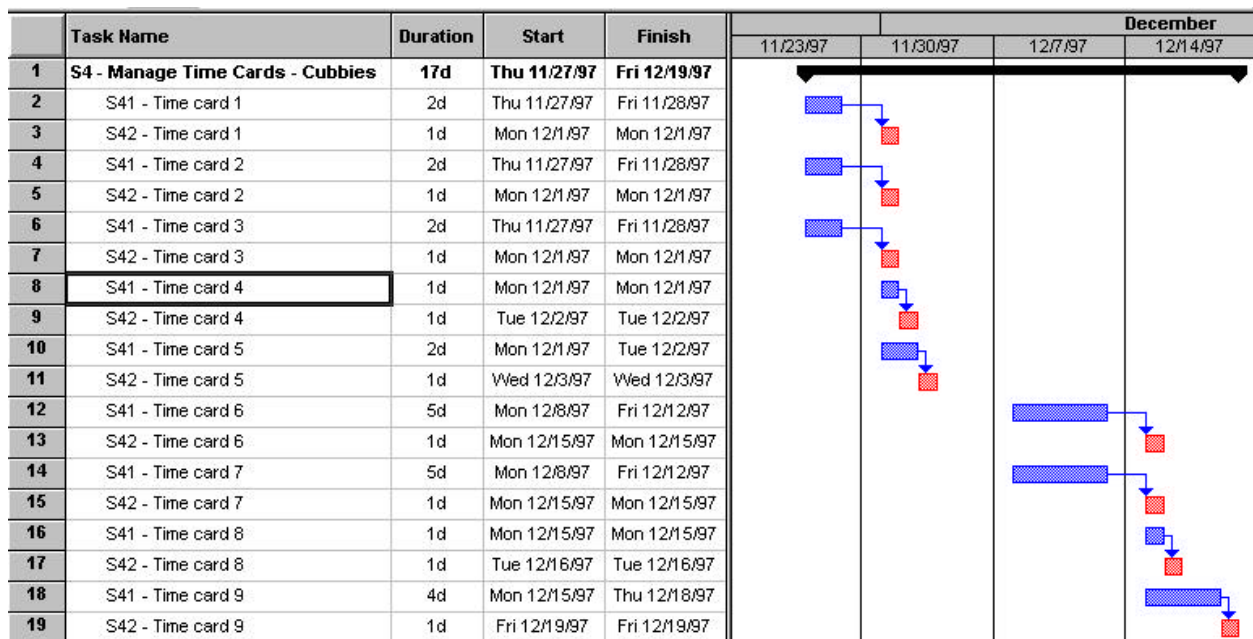 December
Task Name Duration Start Finish
11/23/97 11/30/97 12/7/97 12/14/97
1 S4 - Manage Time Cards - Cubbies 17d Thu 11/27/97 Fri 12/19/97
2 S41 - Time card 1 2d Thu 11/27/97 Fri 11/28/97
3 S42 - Time card 1 1d Mon 12/1/97 Mon 12/1/97
4 S41 - Time card 2 2d Thu 11/27/97 Fri 11/28/97
5 S42 - Time card 2 1d Mon 12/1/97 Mon 12/1/97
6 S41 - Time card 3 2d Thu 11/27/97 Fri 11/28/97
7 S42 - Time card 3 1d Mon 12/1/97 Mon 12/1/97
8 S41 - Time card 4 1d Mon 12/1/97 Mon 12/1/97
9 S42 - Time card 4 1d Tue 12/2/97 Tue 12/2/97
10 S41 - Time card 5 2d Mon 12/1/97 Tue 12/2/97
11 S42 - Time card 5 1d Wed 12/3/97 Wed 12/3/97
12 S41 - Time card 6 5d Mon 12/8/97 Fri 12/12/97
13 S42 - Time card 6 1d Mon 12/15/97 Mon 12/15/97
14 S41 - Time card 7 5d Mon 12/8/97 Fri 12/12/97
15 S42 - Time card 7 1d Mon 12/15/97 Mon 12/15/97
16 S41 - Time card 8 1d Mon 12/15/97 Mon 12/15/97
17 S42 - Time card 8 1d Tue 12/16/97 Tue 12/16/97
18 S41 - Time card 9 4d Mon 12/15/97 Thu 12/18/97
19 S42 - Time card 9 1d Fri 12/19/97 Fri 12/19/97